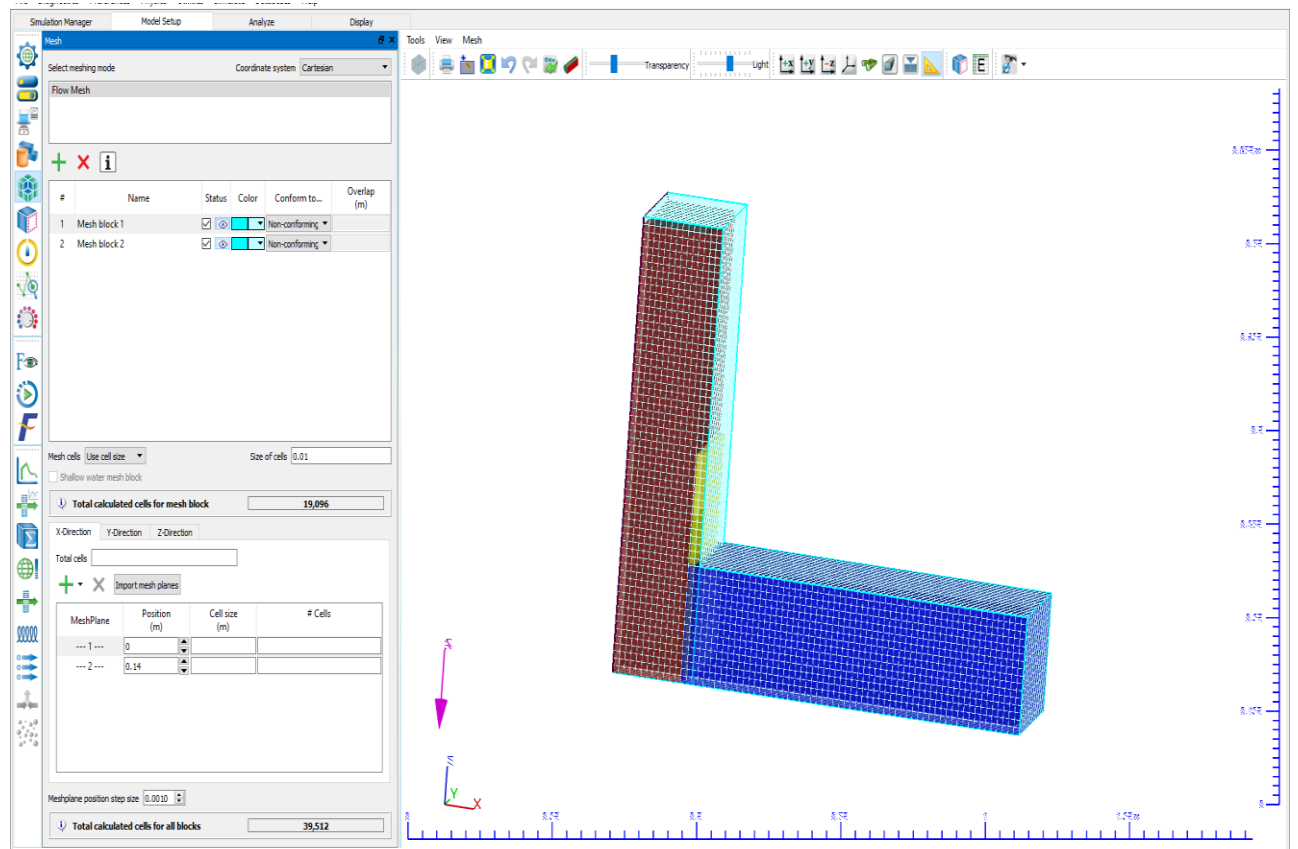 Simulation Manager Model Setup Analyze Display
Mesh Tools View Mesh
Select meshing mode Coordinate system Cartesian
Transparency Light
Flow Mesh
# Name Status Color Conform to... Overlap (m)
1 Mesh block 1 Non-conforming
2 Mesh block 2 Non-conforming
Mesh cells Use cell size Size of cells 0.01
Shallow water mesh block
Total calculated cells for mesh block 19,096
X-Direction Y-Direction Z-Direction
Total cells
Import mesh planes
MeshPlane Position (m) Cell size (m) # Cells
--- 1 --- 0
--- 2 --- 0.14
Meshplane position step size 0.0010
Total calculated cells for all blocks 39,512
Y
X